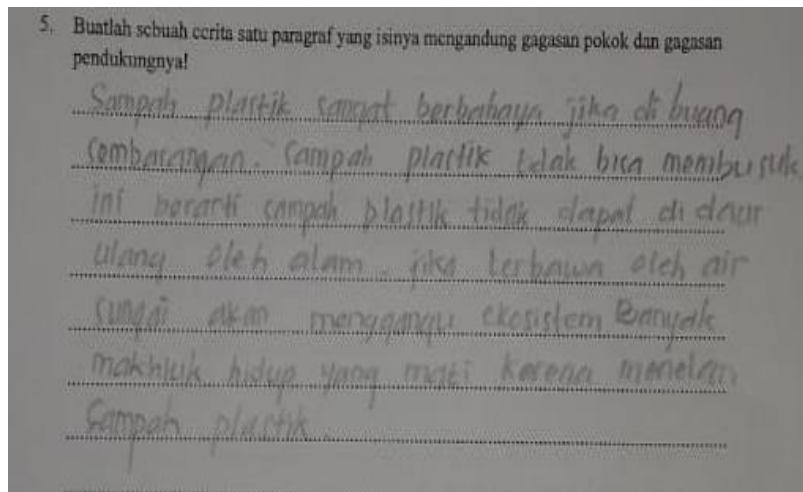 5. Buatlah sebuah cerita satu paragraf yang isinya mengandung gagasan pokok dan gagasan
pendukungnya!
Sampah plastik sangat berbahaya jika di buang
sembarangan. Sampah plastik tidak bisa membusuk,
ini berarti sampah plastik tidak dapat di daur
ulang oleh alam. jika terbawa oleh air
sungai akan menggangu ekosistem Banyak
makhluk hidup yang mati karena menelan
Sampah plastik.